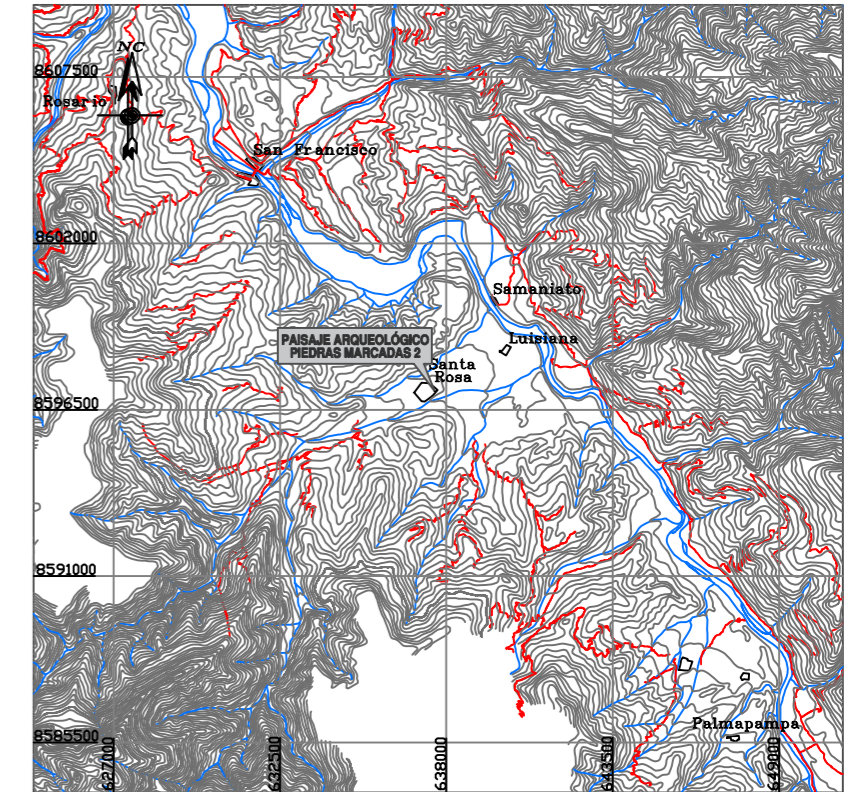 NC
8607500
Rosario
San Francisco
8602000
Samaniato
PAISAJE ARQUEOLÓGICO
PIEDRAS MARCADAS 2
Luisiana
Santa
Rosa
8596500
8591000
Palmapampa
8585500
627000
632500
638000
643500
649000